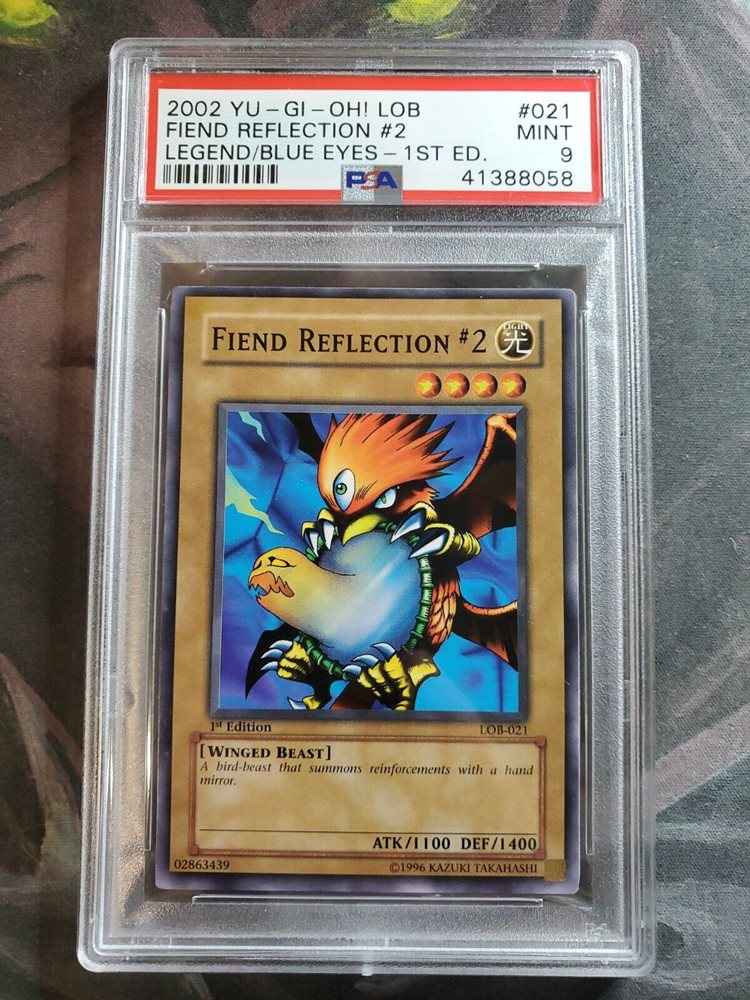 2002 YU-GI-OH! LOB #021
FIEND REFLECTION #2 MINT
LEGEND/BLUE EYES-1ST ED. 9
PSA 41388058
FIEND REFLECTION #2 LIGHT 光
1st Edition LOB-021
[WINGED BEAST]
A bird-beast that summons reinforcements with a hand
mirror.
ATK/1100 DEF/1400
02863439 ©1996 KAZUKI TAKAHASHI